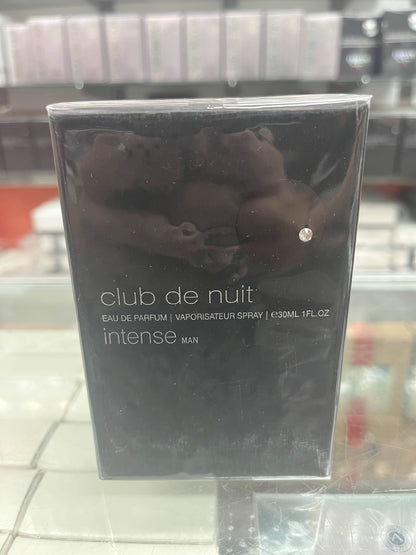 club de nuit
EAU DE PARFUM | VAPORISATEUR SPRAY | ℮30ML 1FL.OZ
intense MAN